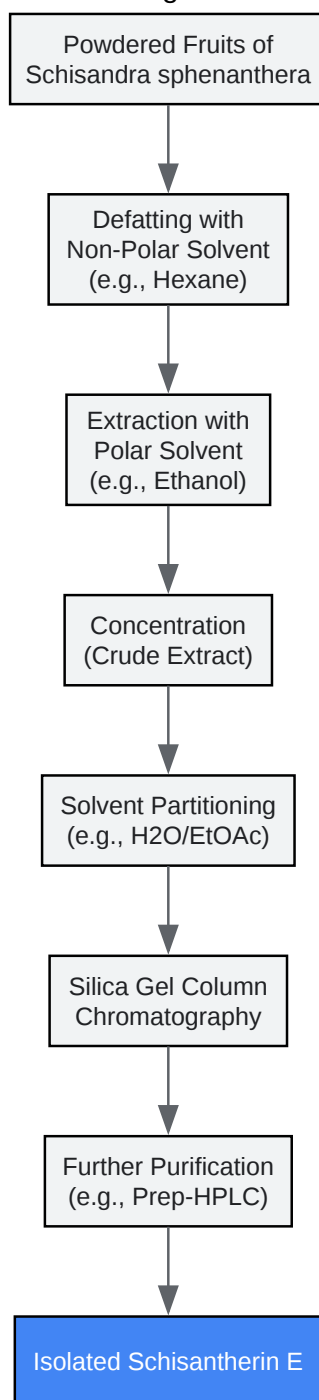 Powdered Fruits of
Schisandra sphenanthera
Defatting with
Non-Polar Solvent
(e.g., Hexane)
Extraction with
Polar Solvent
(e.g., Ethanol)
Concentration
(Crude Extract)
Solvent Partitioning
(e.g., H2O/EtOAc)
Silica Gel Column
Chromatography
Further Purification
(e.g., Prep-HPLC)
Isolated Schisantherin E